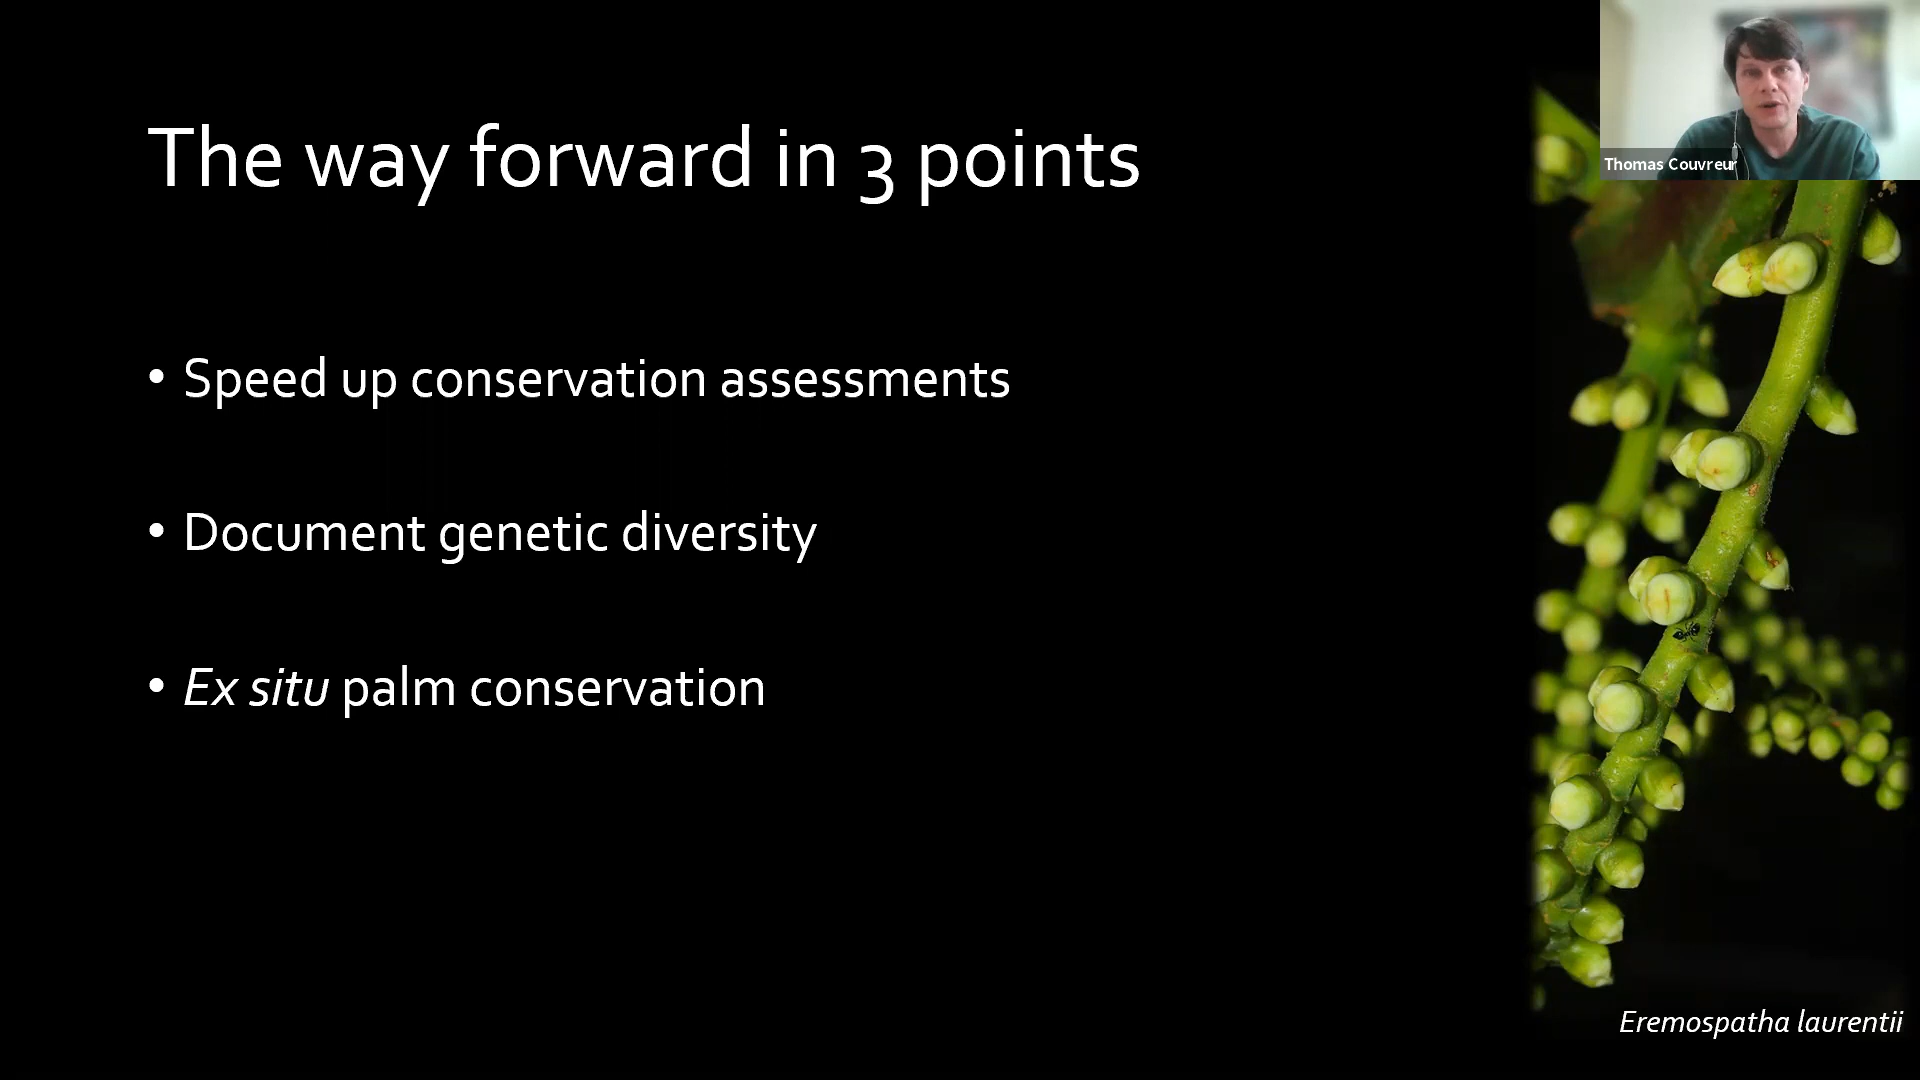 The way forward in 3 points
• Speed up conservation assessments
• Document genetic diversity
• Ex situ palm conservation
Thomas Couvreur
Eremospatha laurentii